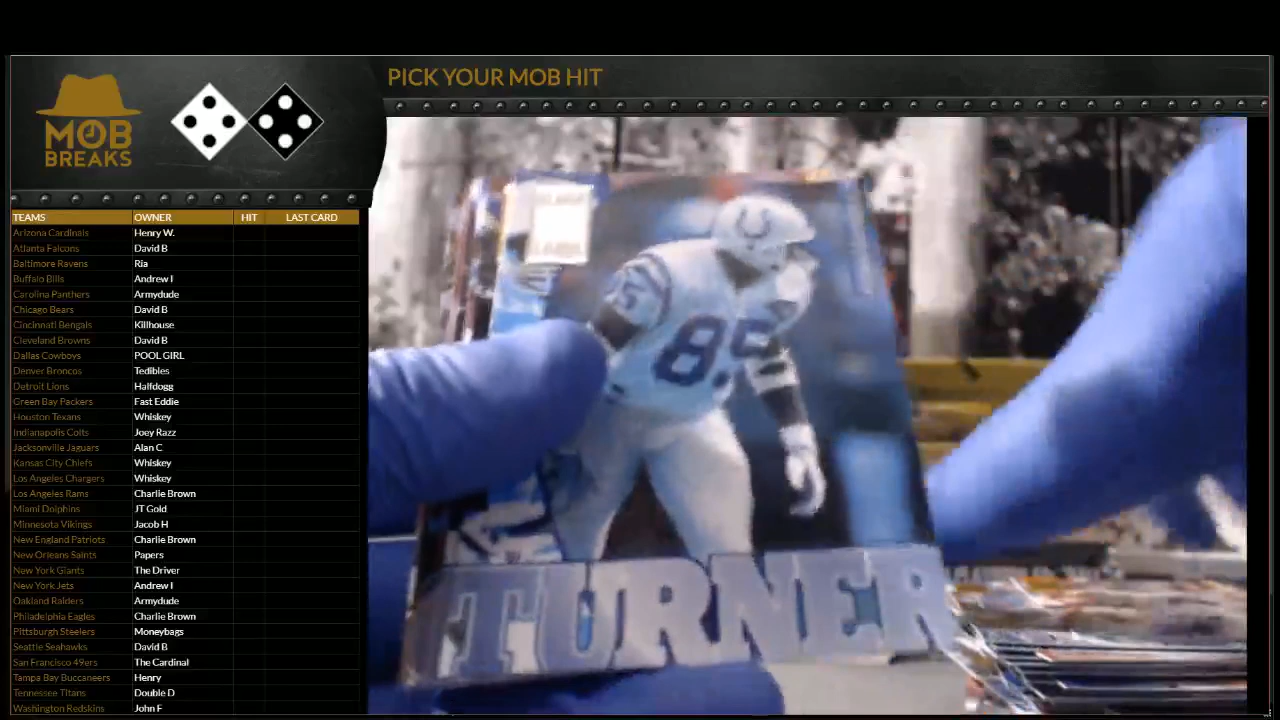 PICK YOUR MOB HIT
MOB
BREAKS
TEAMS OWNER HIT LAST CARD
Arizona Cardinals Henry W.
Atlanta Falcons David B
Baltimore Ravens Ria
Buffalo Bills Andrew I
Carolina Panthers Armydude
Chicago Bears David B
Cincinnati Bengals Killhouse
Cleveland Browns David B
Dallas Cowboys POOL GIRL
Denver Broncos Tedibles
Detroit Lions Halfdogg
Green Bay Packers Fast Eddie
Houston Texans Whiskey
Indianapolis Colts Joey Razz
Jacksonville Jaguars Alan C
Kansas City Chiefs Whiskey
Los Angeles Chargers Whiskey
Los Angeles Rams Charlie Brown
Miami Dolphins JT Gold
Minnesota Vikings Jacob H
New England Patriots Charlie Brown
New Orleans Saints Papers
New York Giants The Driver
New York Jets Andrew I
Oakland Raiders Armydude
Philadelphia Eagles Charlie Brown
Pittsburgh Steelers Moneybags
Seattle Seahawks David B
San Francisco 49ers The Cardinal
Tampa Bay Buccaneers Henry
Tennessee Titans Double D
Washington Redskins John F
85
85
TURNER